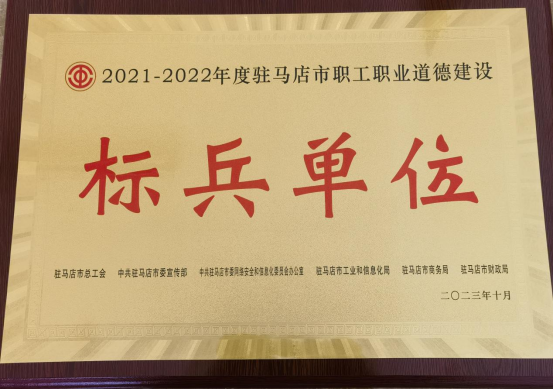 2021-2022年度驻马店市职工职业道德建设
标兵单位
驻马店市总工会 中共驻马店市委宣传部 中共驻马店市委网络安全和信息化委员会办公室 驻马店市工业和信息化局 驻马店市商务局 驻马店市财政局
二〇二三年十月